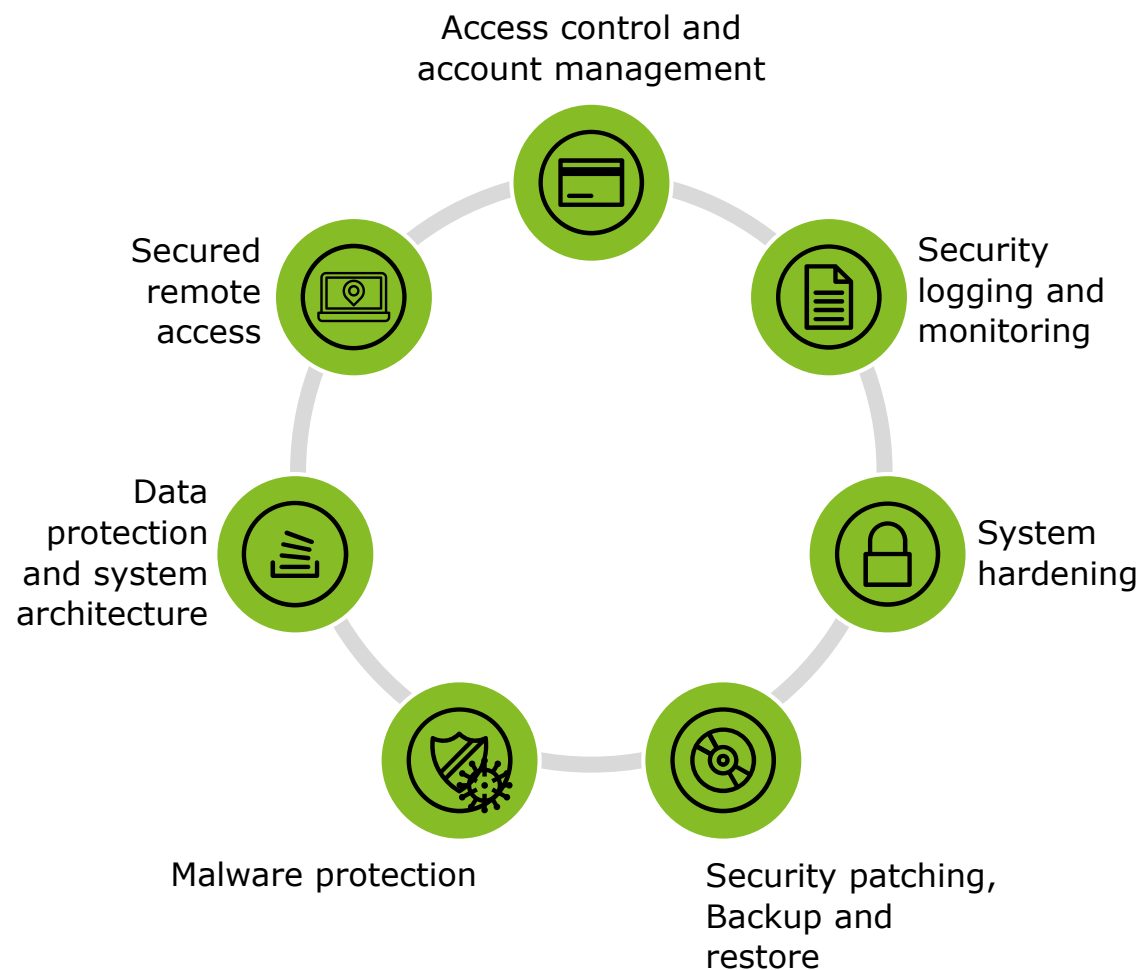 Access control and
account management
Security
logging and
monitoring
System
hardening
Security patching,
Backup and
restore
Malware protection
Data
protection
and system
architecture
Secured
remote
access